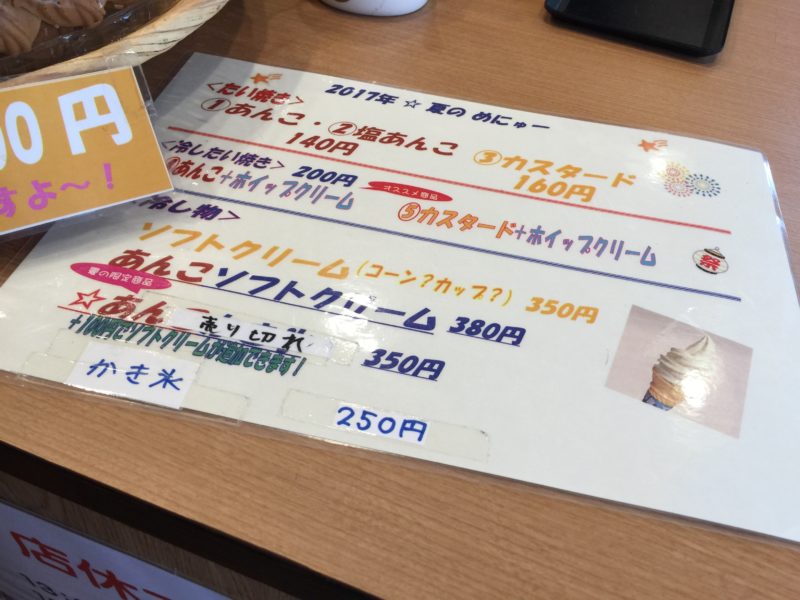 00円
すよ～！
2017年 ☆ 夏の めにゅー
＜たい焼き＞
①あんこ・②塩あんこ ③カスタード
140円 160円
＜冷したい焼き＞ 200円
あんこ+ホイップクリーム
オススメ商品
⑤カスタード+ホイップクリーム
冷し物＞
祭
ソフトクリーム（コーン？カップ？） 350円
あんこソフトクリーム 380円
夏の限定商品
☆あん
売り切れ
350円
+100円でソフトクリームが追加できます！
かき氷 250円
店休